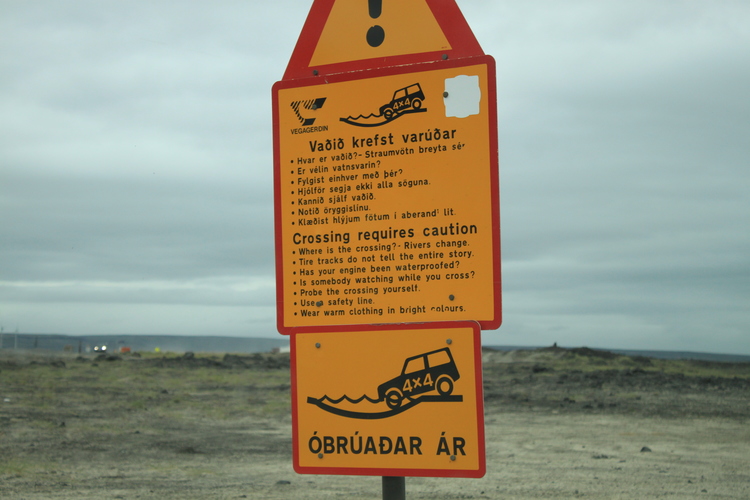 !
4x4
VEGAGERDIN
Vaðið krefst varúðar
• Hvar er vaðið?- Straumvötn breyta sér
• Er vélin vatnsvarin?
• Fylgist einhver með þér?
• Hjólför segja ekki alla söguna.
• Kannið sjálf vaðið.
• Notið öryggislínu.
• Klæðist hlýjum fötum í aberand' lit.
Crossing requires caution
• Where is the crossing?- Rivers change.
• Tire tracks do not tell the entire story.
• Has your engine been waterproofed?
• Is somebody watching while you cross?
• Probe the crossing yourself.
• Use a safety line.
• Wear warm clothing in bright colours.
4x4
ÓBRÚAÐAR ÁR